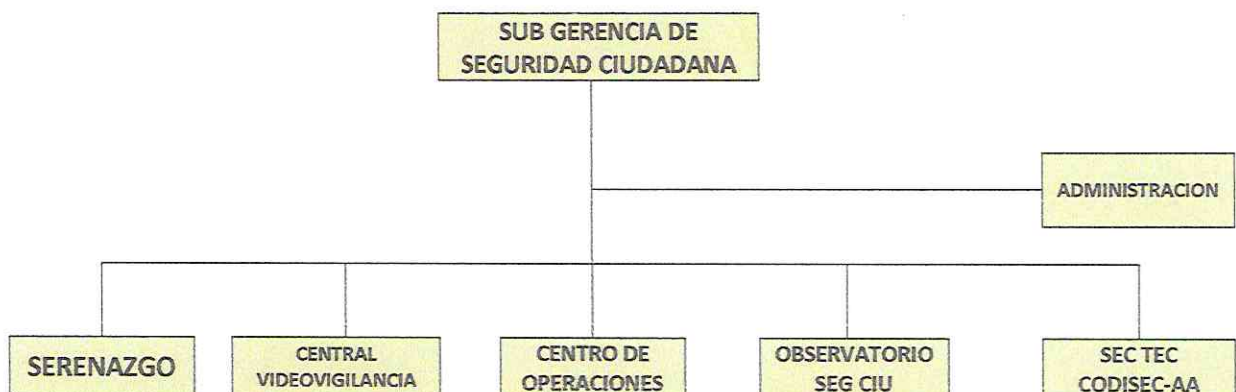 SUB GERENCIA DE
SEGURIDAD CIUDADANA
ADMINISTRACION
SERENAZGO
CENTRAL
VIDEOVIGILANCIA
CENTRO DE
OPERACIONES
OBSERVATORIO
SEG CIU
SEC TEC
CODISEC-AA